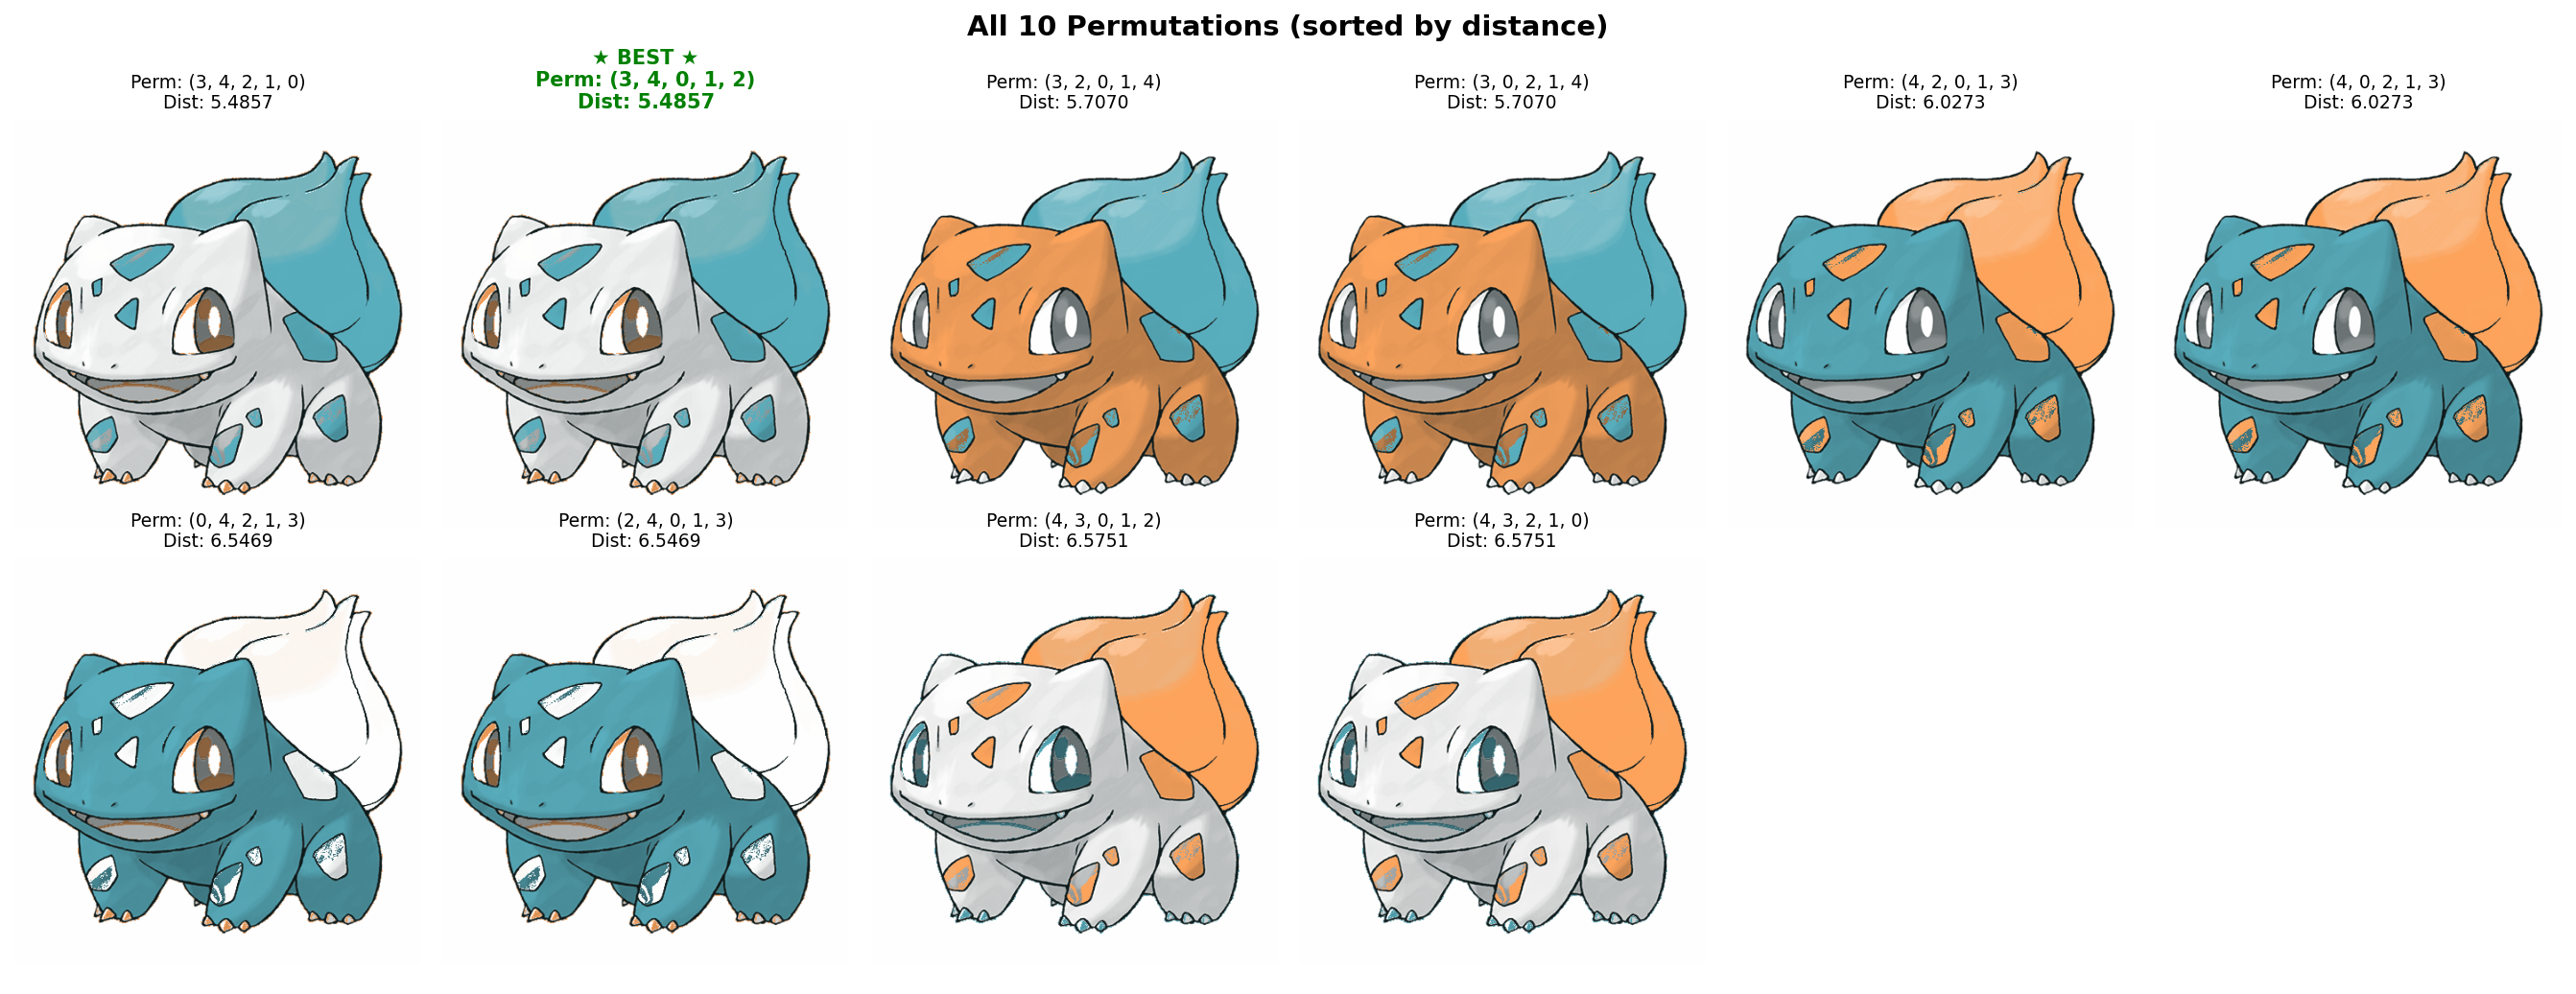 All 10 Permutations (sorted by distance)
Perm: (3, 4, 2, 1, 0)
Dist: 5.4857
★ BEST ★
Perm: (3, 4, 0, 1, 2)
Dist: 5.4857
Perm: (3, 2, 0, 1, 4)
Dist: 5.7070
Perm: (3, 0, 2, 1, 4)
Dist: 5.7070
Perm: (4, 2, 0, 1, 3)
Dist: 6.0273
Perm: (4, 0, 2, 1, 3)
Dist: 6.0273
Perm: (0, 4, 2, 1, 3)
Dist: 6.5469
Perm: (2, 4, 0, 1, 3)
Dist: 6.5469
Perm: (4, 3, 0, 1, 2)
Dist: 6.5751
Perm: (4, 3, 2, 1, 0)
Dist: 6.5751